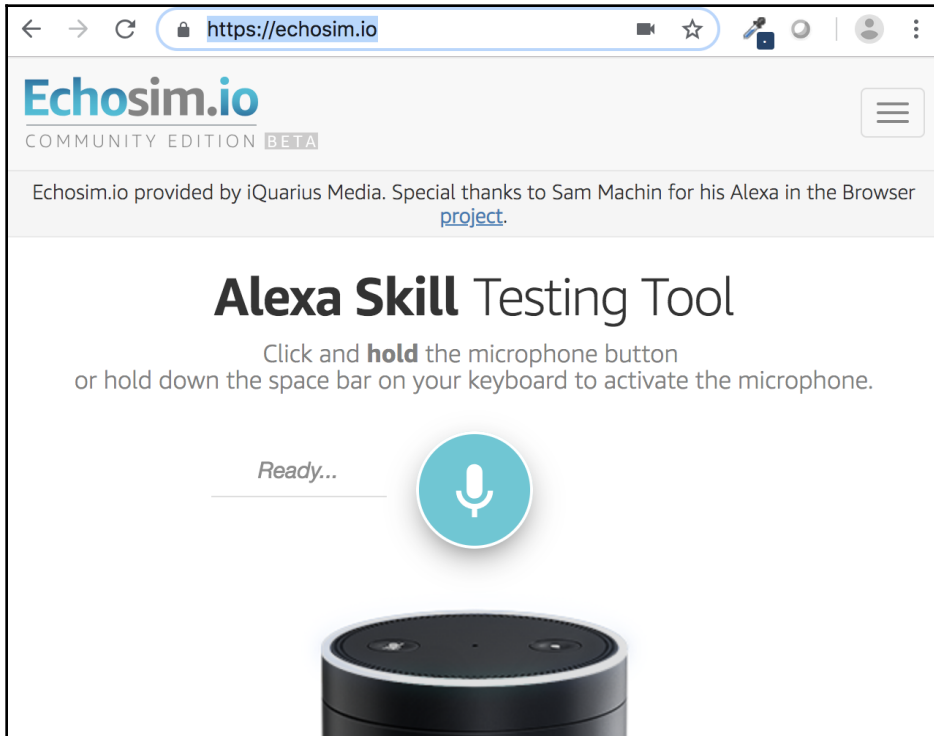 https://echosim.io
Echosim.io
COMMUNITY EDITION BETA
Echosim.io provided by iQuarius Media. Special thanks to Sam Machin for his Alexa in the Browser
project.
Alexa Skill Testing Tool
Click and hold the microphone button
or hold down the space bar on your keyboard to activate the microphone.
Ready...